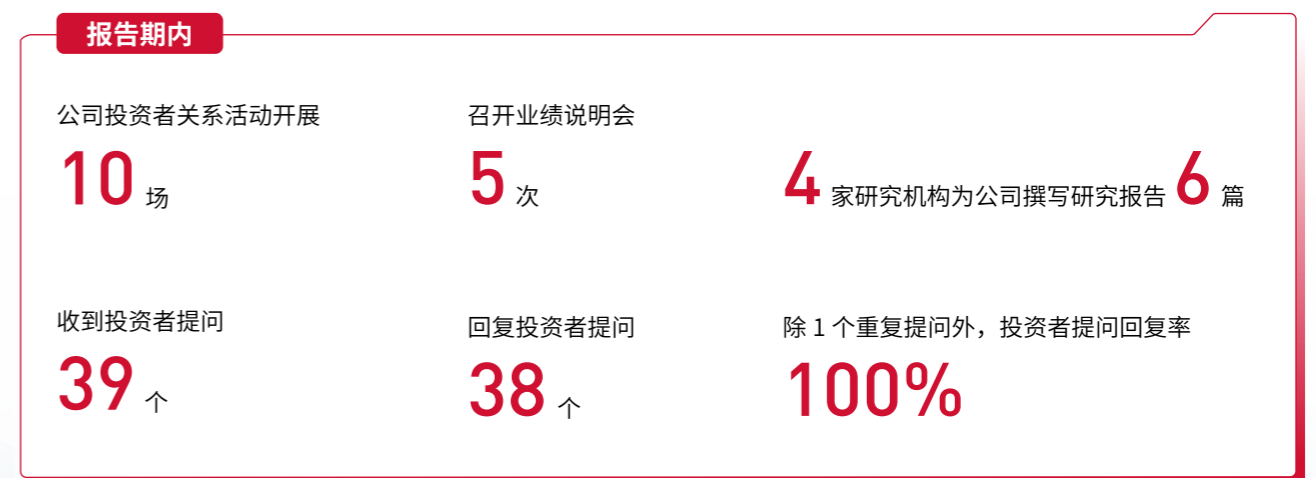 报告期内
公司投资者关系活动开展
10 场
召开业绩说明会
5 次
4 家研究机构为公司撰写研究报告 6 篇
收到投资者提问
39 个
回复投资者提问
38 个
除 1 个重复提问外，投资者提问回复率
100%